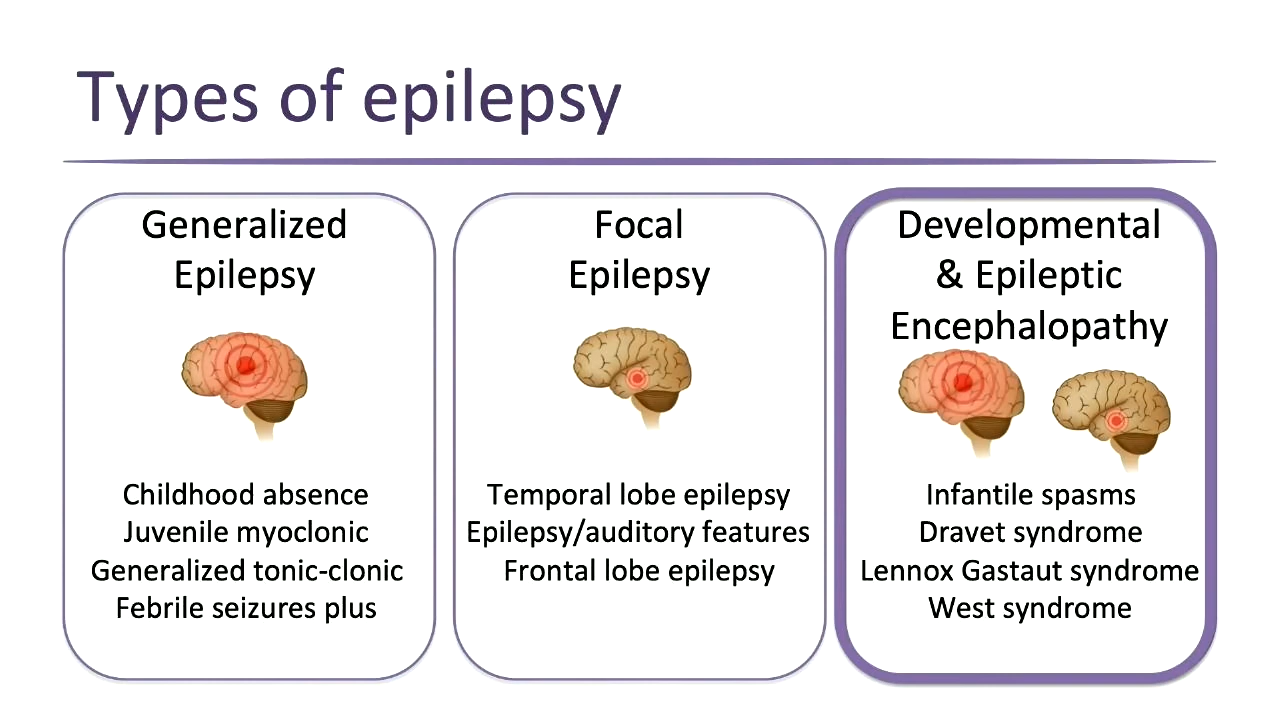 Types of epilepsy
Generalized
Epilepsy
Childhood absence
Juvenile myoclonic
Generalized tonic-clonic
Febrile seizures plus
Focal
Epilepsy
Temporal lobe epilepsy
Epilepsy/auditory features
Frontal lobe epilepsy
Developmental
& Epileptic
Encephalopathy
Infantile spasms
Dravet syndrome
Lennox Gastaut syndrome
West syndrome